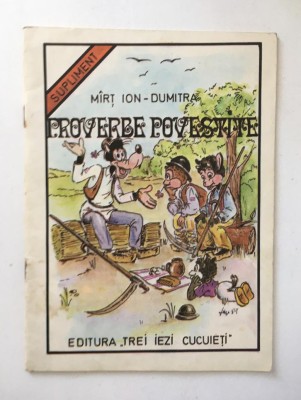 SUPLIMENT
MÎRȚ ION-DUMITRA
PROVERBE POVESTITE
EDITURA „TREI IEZI CUCUIEȚI"